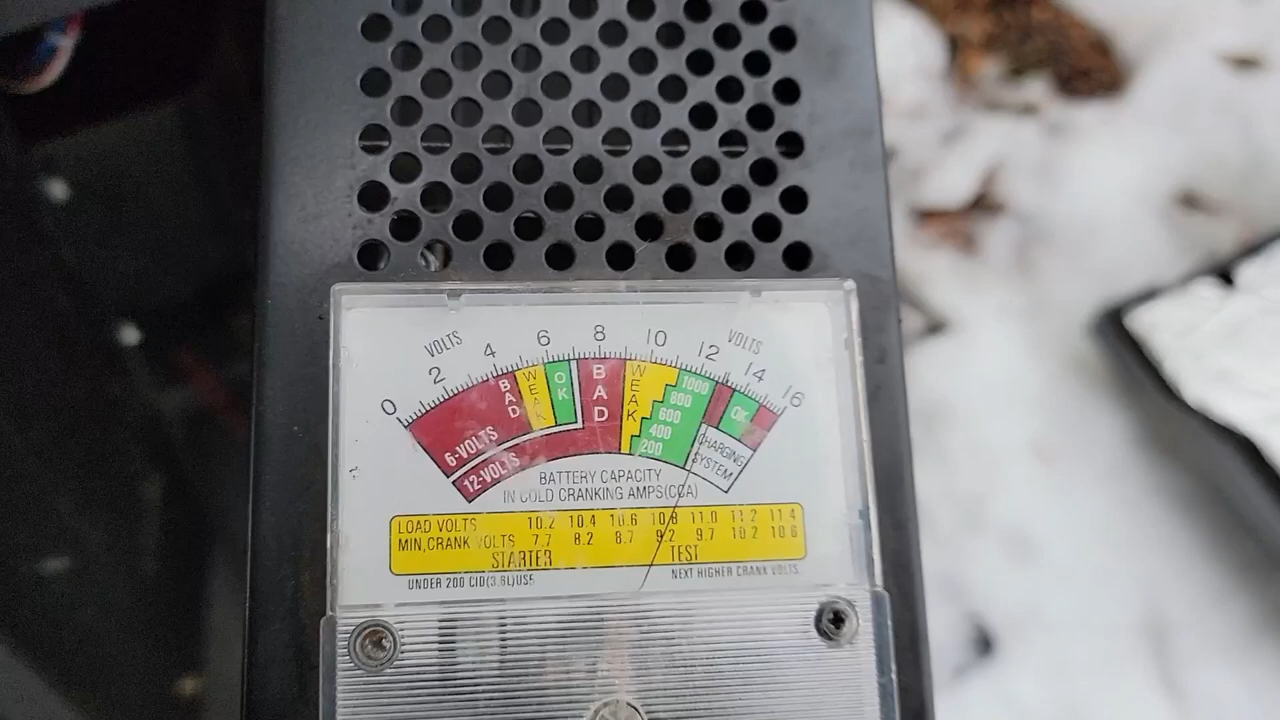 VOLTS VOLTS
0 2 4 6 8 10 12 14 16
BAD WEAK OK BAD WEAK 1000 OK
800
600
400
200
6-VOLTS
12-VOLTS
CHARGING
SYSTEM
BATTERY CAPACITY
IN COLD CRANKING AMPS(CCA)
LOAD VOLTS 10.2 10.4 10.6 10.8 11.0 11.2 11.4
MIN,CRANK VOLTS 7.7 8.2 8.7 9.2 9.7 10.2 10.6
STARTER TEST
UNDER 200 CID(3.8L)USE NEXT HIGHER CRANK VOLTS